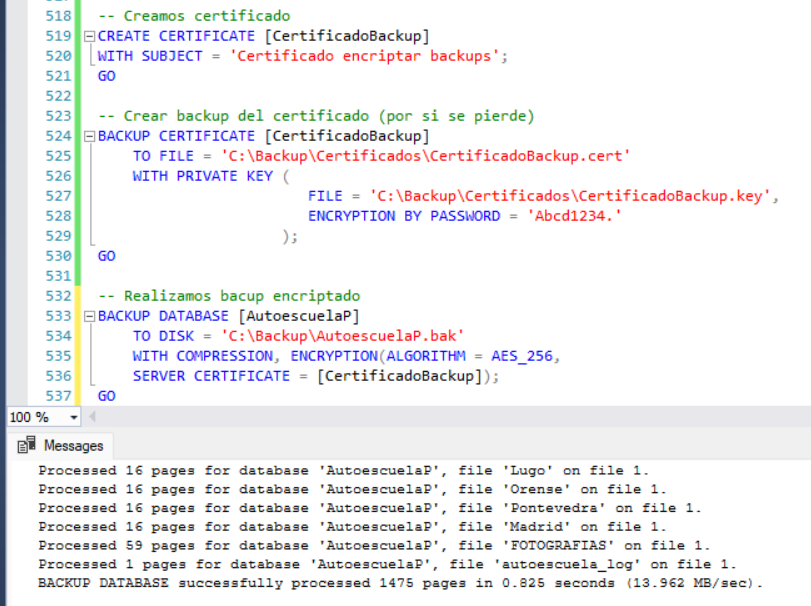 518 -- Creamos certificado
519 CREATE CERTIFICATE [CertificadoBackup]
520 WITH SUBJECT = 'Certificado encriptar backups';
521 GO
522
523 -- Crear backup del certificado (por si se pierde)
524 BACKUP CERTIFICATE [CertificadoBackup]
525 TO FILE = 'C:\Backup\Certificados\CertificadoBackup.cert'
526 WITH PRIVATE KEY (
527 FILE = 'C:\Backup\Certificados\CertificadoBackup.key',
528 ENCRYPTION BY PASSWORD = 'Abcd1234.'
529 );
530 GO
531
532 -- Realizamos bacup encriptado
533 BACKUP DATABASE [AutoescuelaP]
534 TO DISK = 'C:\Backup\AutoescuelaP.bak'
535 WITH COMPRESSION, ENCRYPTION(ALGORITHM = AES_256,
536 SERVER CERTIFICATE = [CertificadoBackup]);
537 GO
100 %
Messages
Processed 16 pages for database 'AutoescuelaP', file 'Lugo' on file 1.
Processed 16 pages for database 'AutoescuelaP', file 'Orense' on file 1.
Processed 16 pages for database 'AutoescuelaP', file 'Pontevedra' on file 1.
Processed 16 pages for database 'AutoescuelaP', file 'Madrid' on file 1.
Processed 59 pages for database 'AutoescuelaP', file 'FOTOGRAFIAS' on file 1.
Processed 1 pages for database 'AutoescuelaP', file 'autoescuela_log' on file 1.
BACKUP DATABASE successfully processed 1475 pages in 0.825 seconds (13.962 MB/sec).